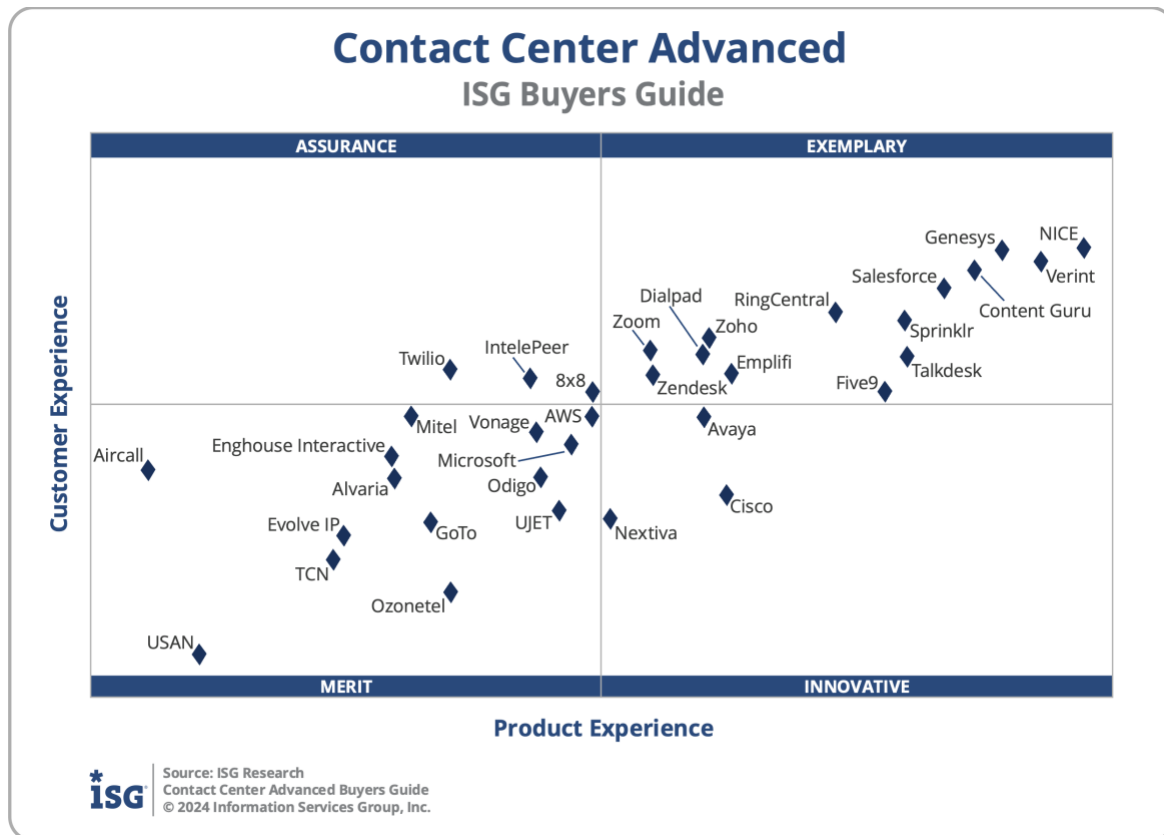 Contact Center Advanced
ISG Buyers Guide
ASSURANCE
EXEMPLARY
Genesys
NICE
Salesforce
Verint
Dialpad
RingCentral
Content Guru
Zoom
Zoho
Sprinklr
Twilio
IntelePeer
Emplifi
Talkdesk
8x8
Zendesk
Five9
AWS
Mitel
Vonage
Avaya
Enghouse Interactive
Aircall
Microsoft
Alvaria
Odigo
Cisco
Evolve IP
GoTo
UJET
Nextiva
TCN
Ozonetel
USAN
MERIT
INNOVATIVE
Customer Experience
Product Experience
*ISG
Source: ISG Research
Contact Center Advanced Buyers Guide
© 2024 Information Services Group, Inc.